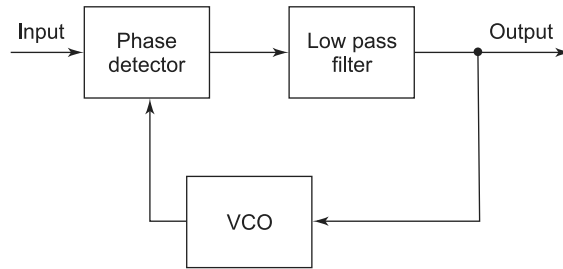 Input
Phase
detector
Low pass
filter
Output
VCO